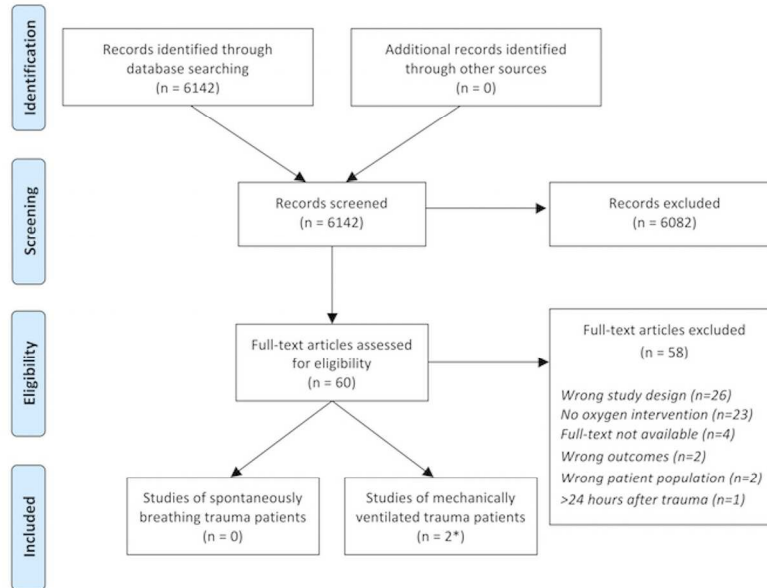 Identification
Records identified through
database searching
(n = 6142)
Additional records identified
through other sources
(n = 0)
Screening
Records screened
(n = 6142)
Records excluded
(n = 6082)
Eligibility
Full-text articles assessed
for eligibility
(n = 60)
Full-text articles excluded
(n = 58)
Wrong study design (n=26)
No oxygen intervention (n=23)
Full-text not available (n=4)
Wrong outcomes (n=2)
Wrong patient population (n=2)
>24 hours after trauma (n=1)
Included
Studies of spontaneously
breathing trauma patients
(n = 0)
Studies of mechanically
ventilated trauma patients
(n = 2*)